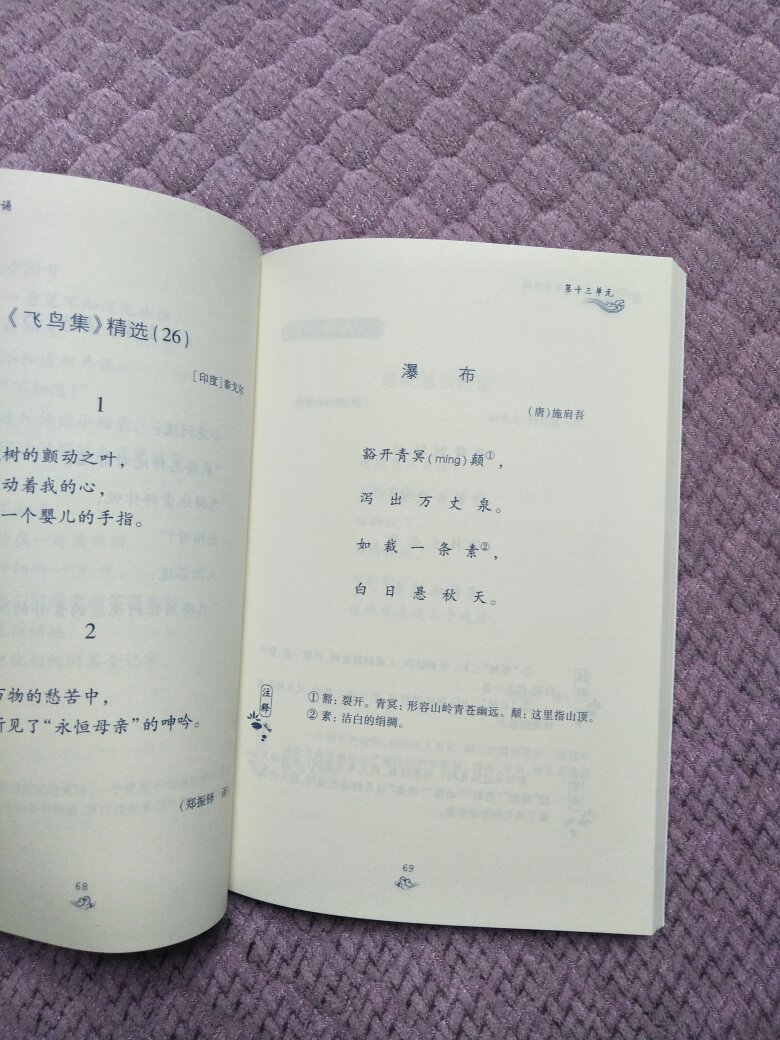 诵
《飞鸟集》精选(26)
[印度]泰戈尔
1
树的颤动之叶，
动着我的心，
一个婴儿的手指。
2
万物的愁苦中，
听见了“永恒母亲”的呻吟。
(郑振铎 译)
68
第十三单元
瀑 布
(唐)施肩吾
豁开青冥(míng)颠①，
泻出万丈泉。
如裁一条素②，
白日悬秋天。
注释
① 豁：裂开。青冥：形容山岭青苍幽远。颠：这里指山顶。
② 素：洁白的绢绸。
69